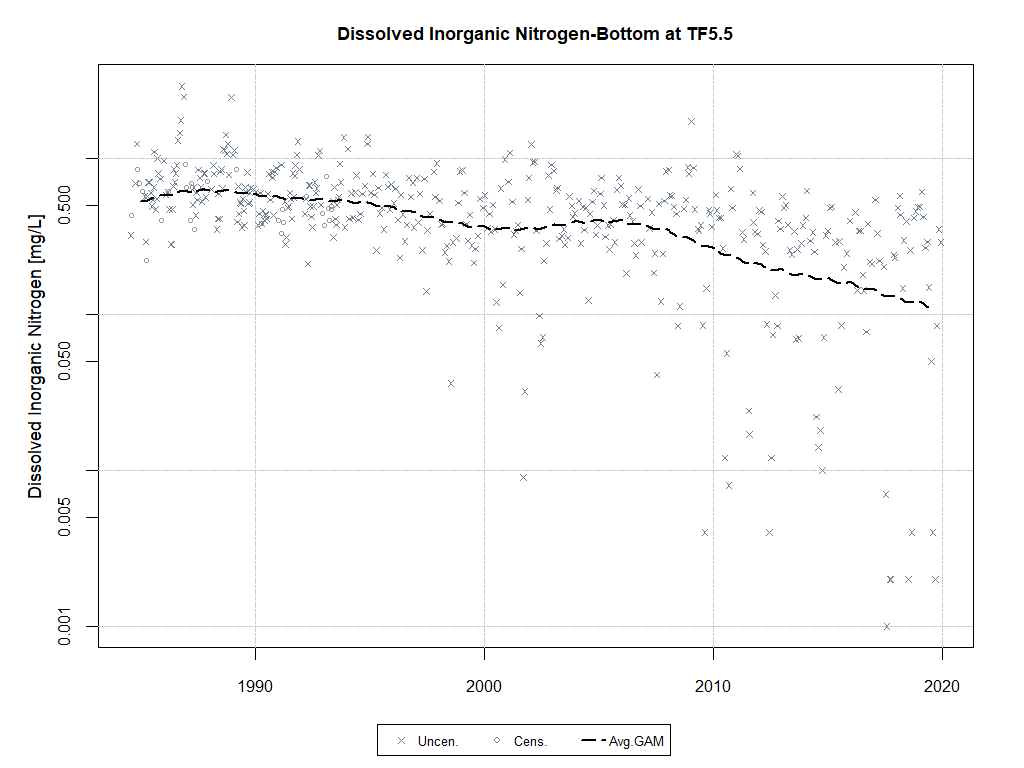 Dissolved Inorganic Nitrogen-Bottom at TF5.5
Dissolved Inorganic Nitrogen [mg/L]
0.500
0.050
0.005
0.001
1990 2000 2010 2020
Uncen. Cens. Avg.GAM